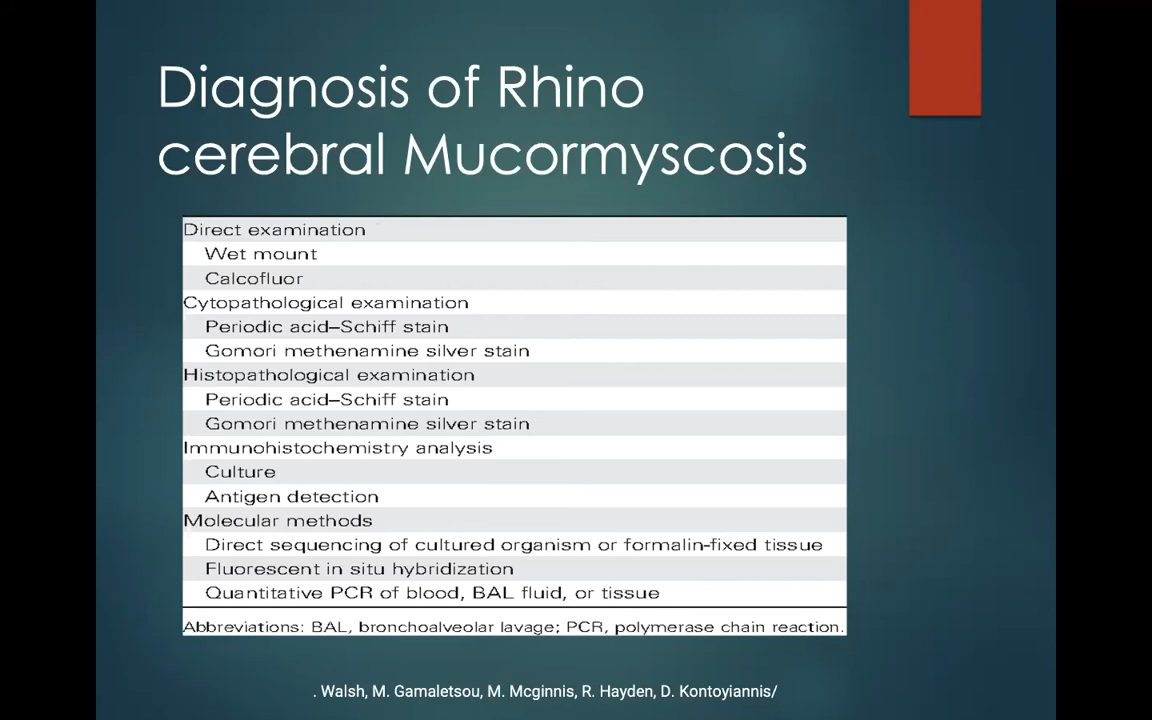 Diagnosis of Rhino
cerebral Mucormyscosis
Direct examination
Wet mount
Calcofluor
Cytopathological examination
Periodic acid–Schiff stain
Gomori methenamine silver stain
Histopathological examination
Periodic acid–Schiff stain
Gomori methenamine silver stain
Immunohistochemistry analysis
Culture
Antigen detection
Molecular methods
Direct sequencing of cultured organism or formalin-fixed tissue
Fluorescent in situ hybridization
Quantitative PCR of blood, BAL fluid, or tissue
Abbreviations: BAL, bronchoalveolar lavage; PCR, polymerase chain reaction.
. Walsh, M. Gamaletsou, M. Mcginnis, R. Hayden, D. Kontoyiannis/